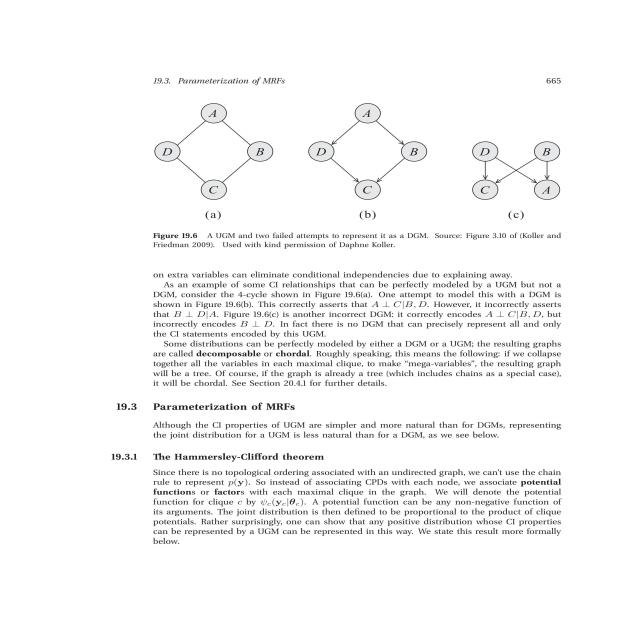 19.3. Parameterization of MRFs 665
A A
D B D B D B
C C C A
(a) (b) (c)
Figure 19.6 A UGM and two failed attempts to represent it as a DGM. Source: Figure 3.10 of (Koller and
Friedman 2009). Used with kind permission of Daphne Koller.
on extra variables can eliminate conditional independencies due to explaining away.
As an example of some CI relationships that can be perfectly modeled by a UGM but not a
DGM, consider the 4-cycle shown in Figure 19.6(a). One attempt to model this with a DGM is
shown in Figure 19.6(b). This correctly asserts that A ⊥ C|B, D. However, it incorrectly asserts
that B ⊥ D|A. Figure 19.6(c) is another incorrect DGM: it correctly encodes A ⊥ C|B, D, but
incorrectly encodes B ⊥ D. In fact there is no DGM that can precisely represent all and only
the CI statements encoded by this UGM.
Some distributions can be perfectly modeled by either a DGM or a UGM; the resulting graphs
are called decomposable or chordal. Roughly speaking, this means the following: if we collapse
together all the variables in each maximal clique, to make “mega-variables”, the resulting graph
will be a tree. Of course, if the graph is already a tree (which includes chains as a special case),
it will be chordal. See Section 20.4.1 for further details.
19.3 Parameterization of MRFs
Although the CI properties of UGM are simpler and more natural than for DGMs, representing
the joint distribution for a UGM is less natural than for a DGM, as we see below.
19.3.1 The Hammersley-Clifford theorem
Since there is no topological ordering associated with an undirected graph, we can’t use the chain
rule to represent p(y). So instead of associating CPDs with each node, we associate potential
functions or factors with each maximal clique in the graph. We will denote the potential
function for clique c by ψc(yc|θc). A potential function can be any non-negative function of
its arguments. The joint distribution is then defined to be proportional to the product of clique
potentials. Rather surprisingly, one can show that any positive distribution whose CI properties
can be represented by a UGM can be represented in this way. We state this result more formally
below.